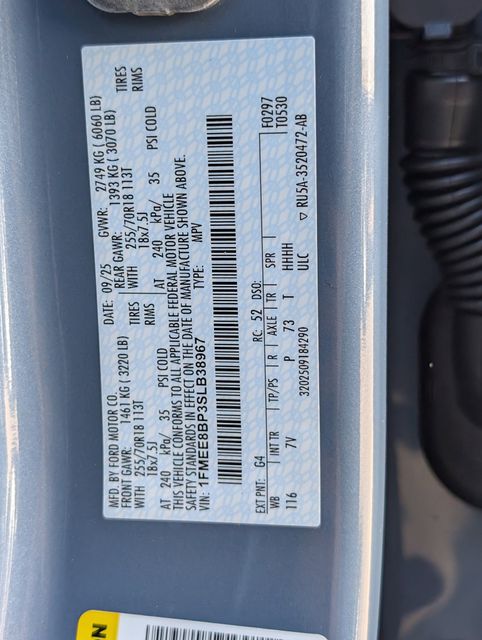 MFD. BY FORD MOTOR CO.
DATE: 09/25 GVWR: 2749 KG ( 6060 LB)
FRONT GAWR: 1461 KG ( 3220 LB) REAR GAWR: 1393 KG ( 3070 LB)
WITH 255/70R18 113T TIRES WITH 255/70R18 113T TIRES
18x7.5J RIMS 18x7.5J RIMS
AT 240 kPa/ 35 PSI COLD AT 240 kPa/ 35 PSI COLD
THIS VEHICLE CONFORMS TO ALL APPLICABLE FEDERAL MOTOR VEHICLE
SAFETY STANDARDS IN EFFECT ON THE DATE OF MANUFACTURE SHOWN ABOVE.
VIN: 1FMEE8BP3SLB38967 TYPE: MPV
F0297
T0530
EXT PNT: G4 RC: 52 DSO:
WB INT TR TP/PS R AXLE TR SPR
116 7V P 73 T HHHH
ULC
3202509184290 RU5A-3520472-AB
ON